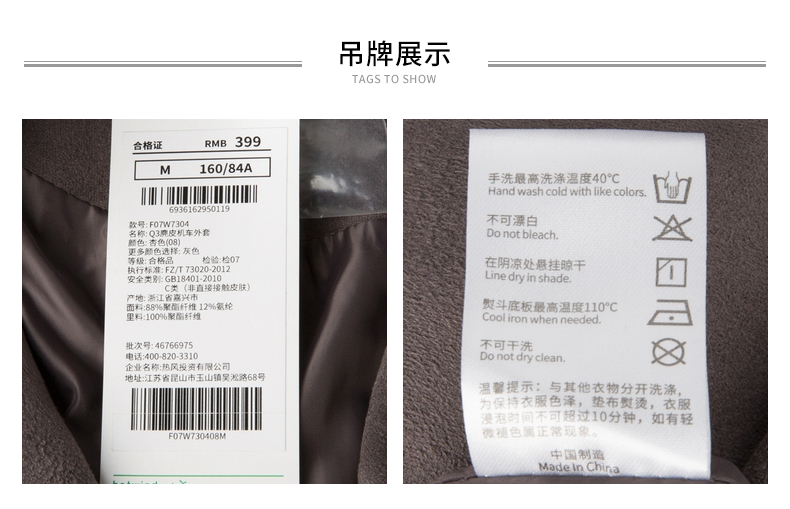 吊牌展示
TAGS TO SHOW
合格证 RMB 399
M 160/84A
6936162950119
款号: F07W7304
名称: Q3麂皮机车外套
颜色: 杏色(08)
更多颜色选择: 灰色
等级: 合格品 检验:检07
执行标准: FZ/T 73020-2012
安全类别: GB18401-2010
C类（非直接接触皮肤）
产地: 浙江省嘉兴市
面料:88%聚酯纤维 12%氨纶
里料:100%聚酯纤维
批次号: 46766975
电话:400-820-3310
企业名称:热风投资有限公司
地址:江苏省昆山市玉山镇吴淞路68号
F07W730408M
手洗最高洗涤温度40℃
Hand wash cold with like colors.
不可漂白
Do not bleach.
在阴凉处悬挂晾干
Line dry in shade.
熨斗底板最高温度110℃
Cool iron when needed.
不可干洗
Do not dry clean.
温馨提示：与其他衣物分开洗涤，
为保持衣服色泽，垫布熨烫，衣服
浸泡时间不可超过10分钟，如有轻
微褪色属正常现象。
中国制造
Made in China